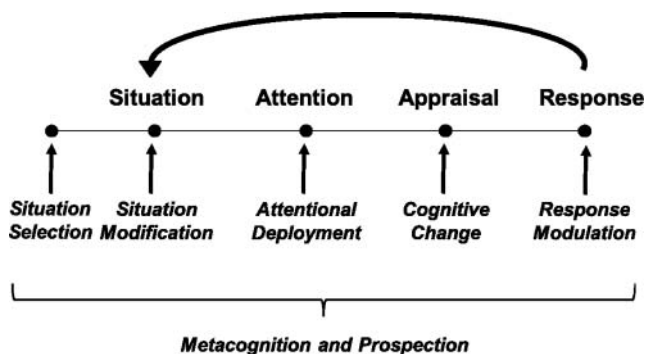 Situation Attention Appraisal Response
Situation Situation Attentional Cognitive Response
Selection Modification Deployment Change Modulation
Metacognition and Prospection